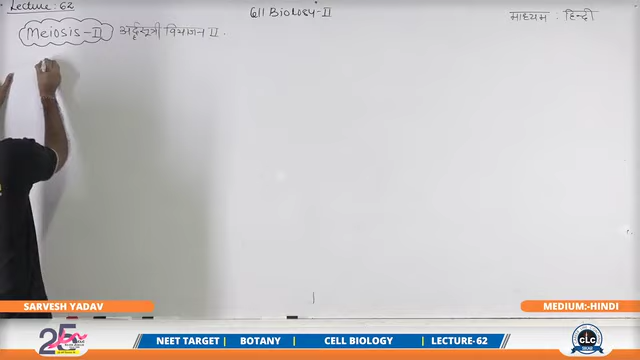 Lecture: 62
Cell Biology-II
माध्यम : हिन्दी
Meiosis-II अर्द्धसूत्री विभाजन II.
SARVESH YADAV
MEDIUM:-HINDI
25
NEET TARGET | BOTANY | CELL BIOLOGY | LECTURE-62
CLC